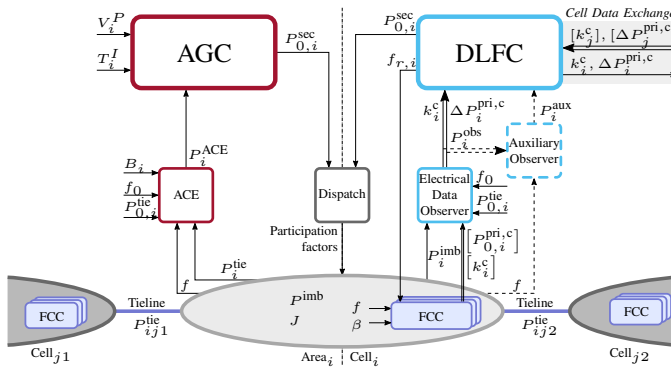 Cell Data Exchange
V_i^P
T_i^I
AGC
P_{0,i}^{sec}
P_{0,i}^{sec}
f_{r,i}
DLFC
[k_j^c], [ΔP_j^{pri,c}
k_i^c, ΔP_i^{pri,c}
k_i^c
ΔP_i^{pri,c}
P_i^{aux}
P_i^{obs}
Auxiliary
Observer
P_i^{ACE}
B_i
f_0
P_{0,i}^{tie}
ACE
Dispatch
Electrical
Data
Observer
f_0
P_{0,i}^{tie}
Participation
factors
P_i^{tie}
f
P_i^{imb}
[P_{0,i}^{pri,c}]
[k_i^c]
f
FCC
Tieline
P_{ij1}^{tie}
Cell_{j1}
P^{imb}
J
f
β
FCC
Area_i
Cell_i
Tieline
P_{ij2}^{tie}
FCC
Cell_{j2}